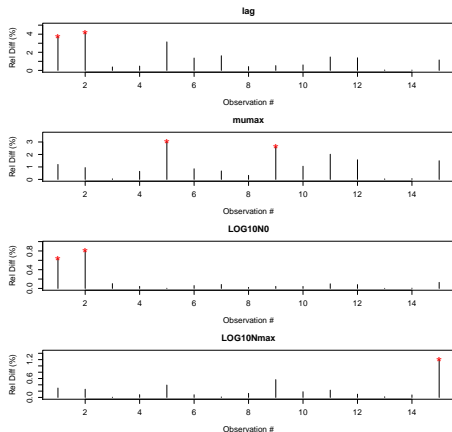 lag
Rel Diff (%)
0 2 4
2 4 6 8 10 12 14
Observation #
mumax
Rel Diff (%)
0 1 2 3
2 4 6 8 10 12 14
Observation #
LOG10N0
Rel Diff (%)
0.0 0.4 0.8
2 4 6 8 10 12 14
Observation #
LOG10Nmax
Rel Diff (%)
0.0 0.6 1.2
2 4 6 8 10 12 14
Observation #